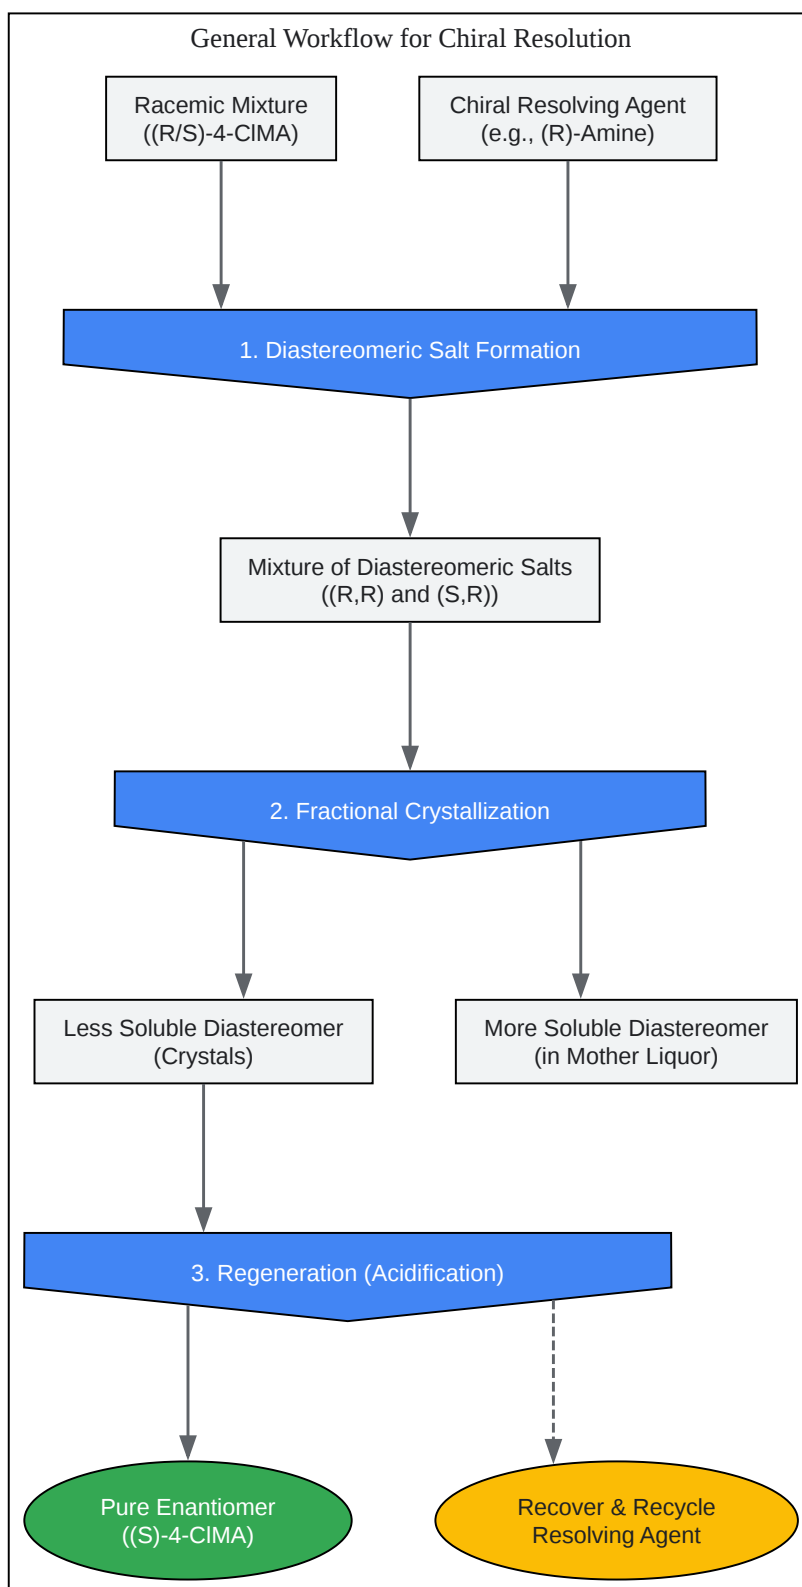 General Workflow for Chiral Resolution
Racemic Mixture
((R/S)-4-ClMA)
Chiral Resolving Agent
(e.g., (R)-Amine)
1. Diastereomeric Salt Formation
Mixture of Diastereomeric Salts
((R,R) and (S,R))
2. Fractional Crystallization
Less Soluble Diastereomer
(Crystals)
More Soluble Diastereomer
(in Mother Liquor)
3. Regeneration (Acidification)
Pure Enantiomer
((S)-4-ClMA)
Recover & Recycle
Resolving Agent